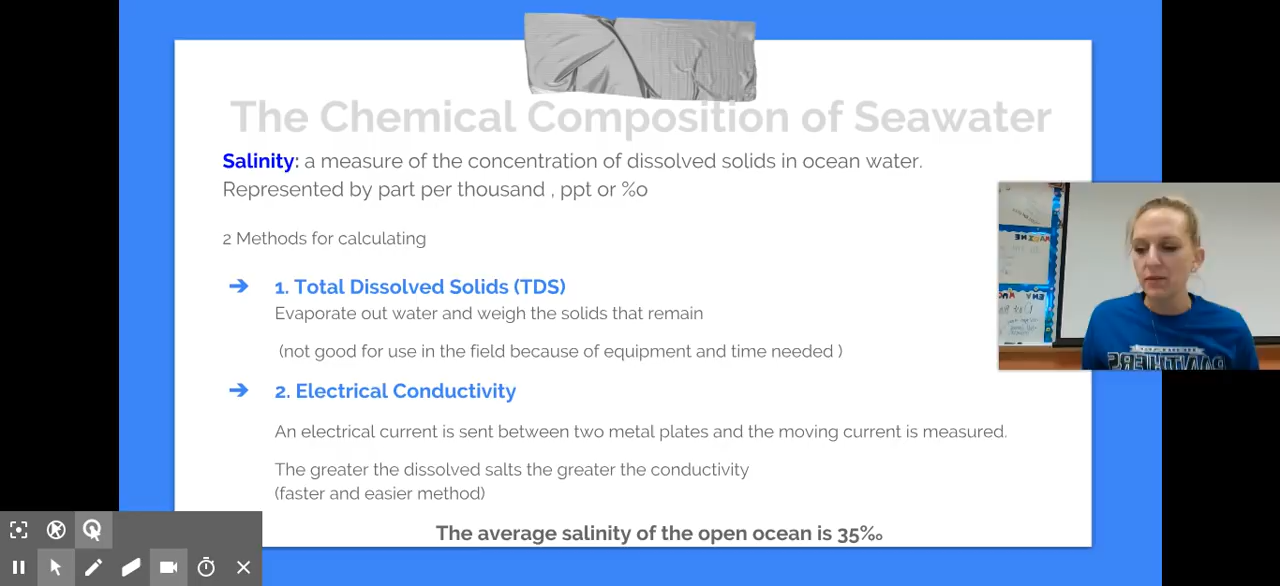 The Chemical Composition of Seawater
Salinity: a measure of the concentration of dissolved solids in ocean water.
Represented by part per thousand , ppt or %o
2 Methods for calculating
➔ 1. Total Dissolved Solids (TDS)
Evaporate out water and weigh the solids that remain
(not good for use in the field because of equipment and time needed )
➔ 2. Electrical Conductivity
An electrical current is sent between two metal plates and the moving current is measured.
The greater the dissolved salts the greater the conductivity
(faster and easier method)
The average salinity of the open ocean is 35‰
PANTHERS